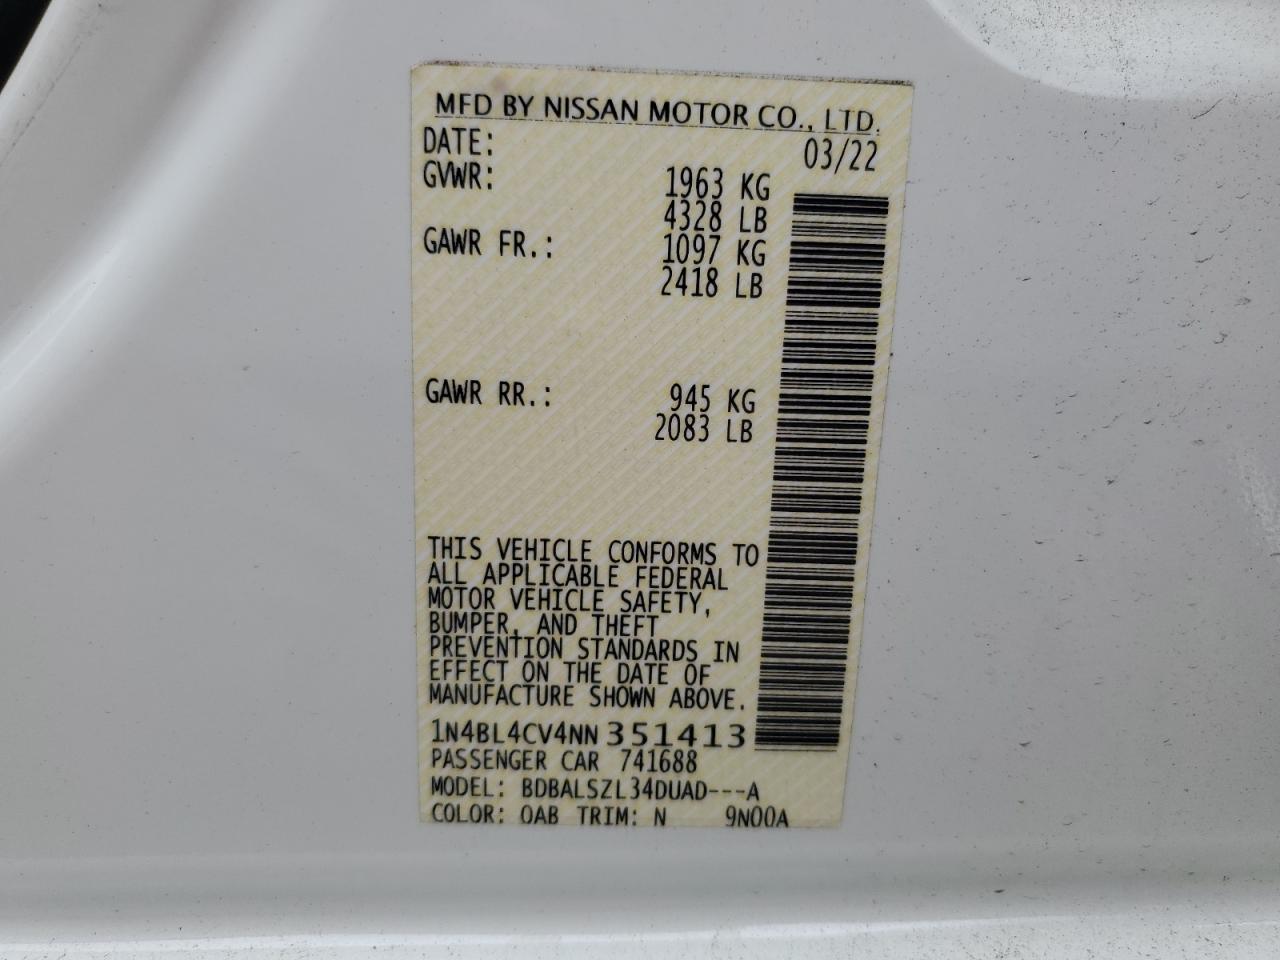 MFD BY NISSAN MOTOR CO., LTD.
DATE: 03/22
GVWR: 1963 KG
4328 LB
GAWR FR.: 1097 KG
2418 LB
GAWR RR.: 945 KG
2083 LB
THIS VEHICLE CONFORMS TO
ALL APPLICABLE FEDERAL
MOTOR VEHICLE SAFETY,
BUMPER, AND THEFT
PREVENTION STANDARDS IN
EFFECT ON THE DATE OF
MANUFACTURE SHOWN ABOVE.
1N4BL4CV4NN351413
PASSENGER CAR 741688
MODEL: BDBALSZL34DUAD---A
COLOR: QAB TRIM: N 9N00A